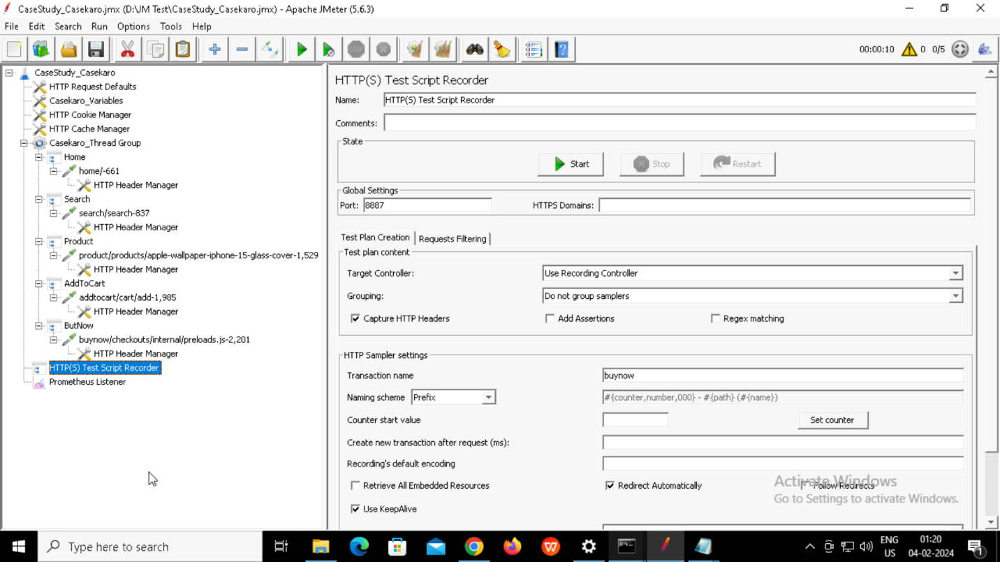 CaseStudy_Casekaro.jmx (D:\JM Test\CaseStudy_Casekaro.jmx) - Apache JMeter (5.6.3)
File Edit Search Run Options Tools Help
STOP 00:00:10 0 0/5
CaseStudy_Casekaro
HTTP Request Defaults
Casekaro_Variables
HTTP Cookie Manager
HTTP Cache Manager
Casekaro_Thread Group
Home
home/-661
HTTP Header Manager
Search
search/search-837
HTTP Header Manager
Product
product/products/apple-wallpaper-iphone-15-glass-cover-1,529
HTTP Header Manager
AddToCart
addtocart/cart/add-1,985
HTTP Header Manager
ButNow
buynow/checkouts/internal/preloads.js-2,201
HTTP Header Manager
HTTP(S) Test Script Recorder
Prometheus Listener
HTTP(S) Test Script Recorder
Name: HTTP(S) Test Script Recorder
Comments:
State
Start Stop Restart
Global Settings
Port: 8887 HTTPS Domains:
Test Plan Creation Requests Filtering
Test plan content
Target Controller: Use Recording Controller
Grouping: Do not group samplers
Capture HTTP Headers Add Assertions Regex matching
HTTP Sampler settings
Transaction name buynow
Naming scheme Prefix #{counter,number,000} - #{path} (#{name})
Counter start value Set counter
Create new transaction after request (ms):
Recording's default encoding
Retrieve All Embedded Resources Redirect Automatically Follow Redirects
Use KeepAlive
Activate Windows
Go to Settings to activate Windows.
Type here to search
ENG
US
01:20
04-02-2024
1